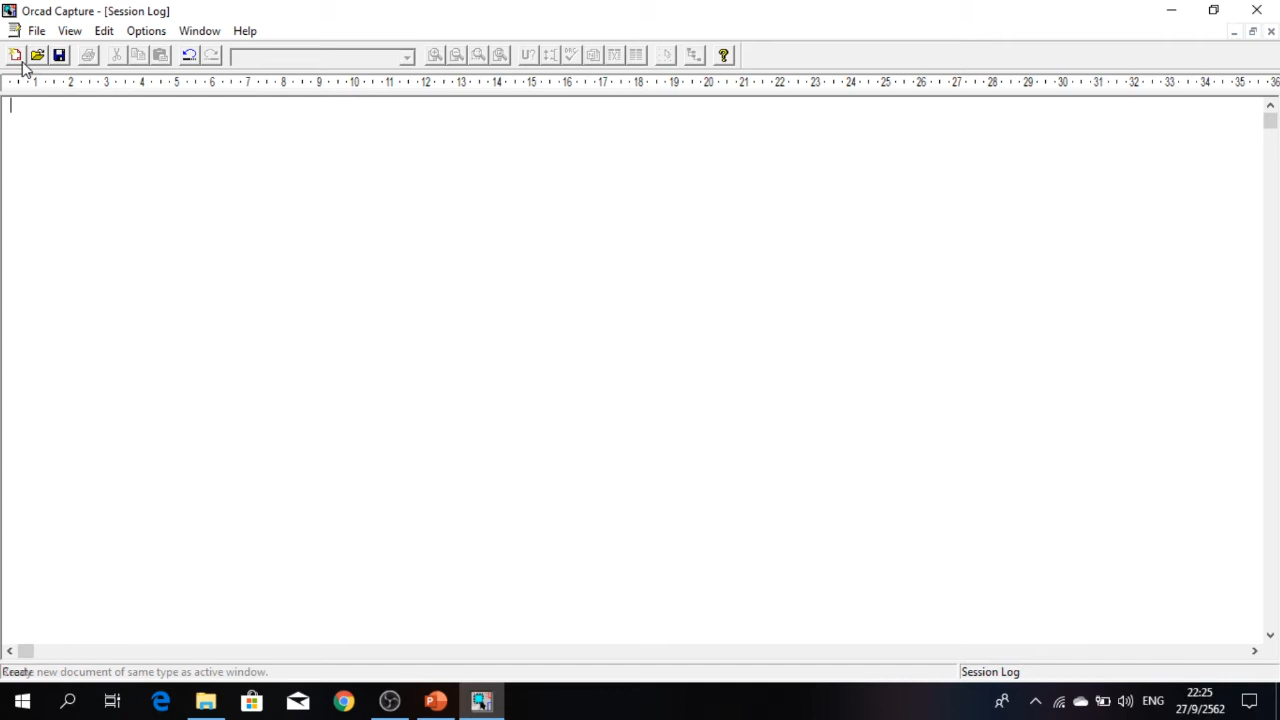 Orcad Capture - [Session Log]
File View Edit Options Window Help
U?
1 2 3 4 5 6 7 8 9 10 11 12 13 14 15 16 17 18 19 20 21 22 23 24 25 26 27 28 29 30 31 32 33 34 35 36
new document of same type as active window.
Session Log
ENG
22:25
27/9/2562